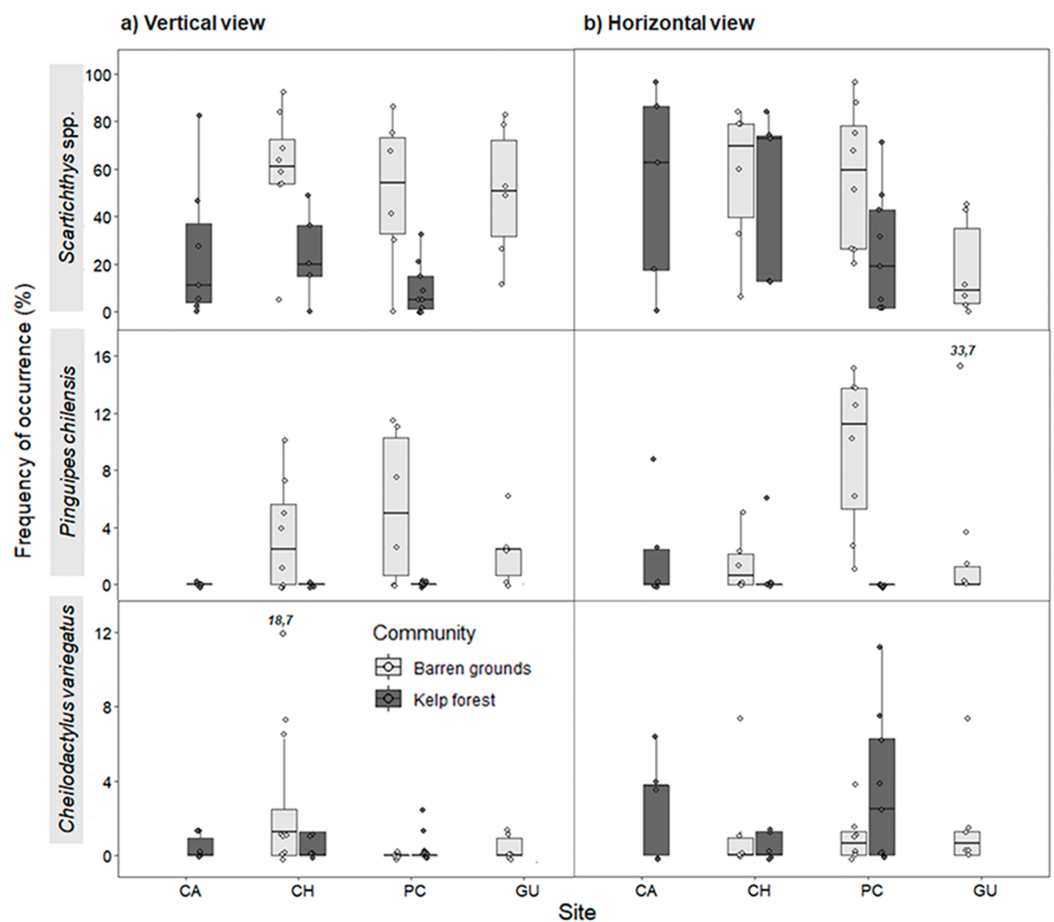 a) Vertical view
b) Horizontal view
Frequency of occurrence (%)
Scartichthys spp.
100
80
60
40
20
0
Pinguipes chilensis
16
12
8
4
0
33,7
Cheilodactylus variegatus
12
8
4
0
18,7
Community
Barren grounds
Kelp forest
CA
CH
PC
GU
CA
CH
PC
GU
Site